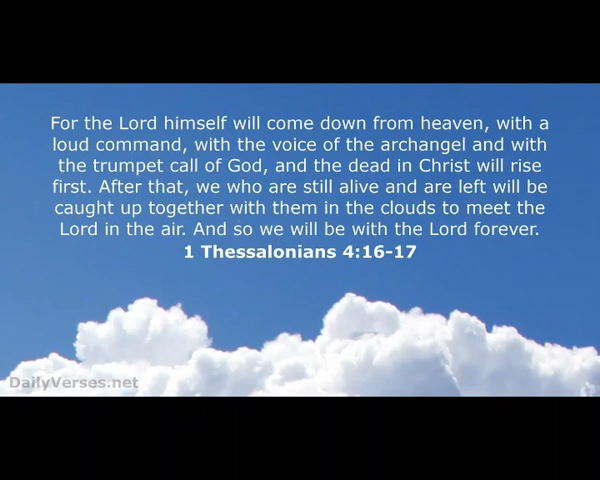 For the Lord himself will come down from heaven, with a
loud command, with the voice of the archangel and with
the trumpet call of God, and the dead in Christ will rise
first. After that, we who are still alive and are left will be
caught up together with them in the clouds to meet the
Lord in the air. And so we will be with the Lord forever.
1 Thessalonians 4:16-17
DailyVerses.net